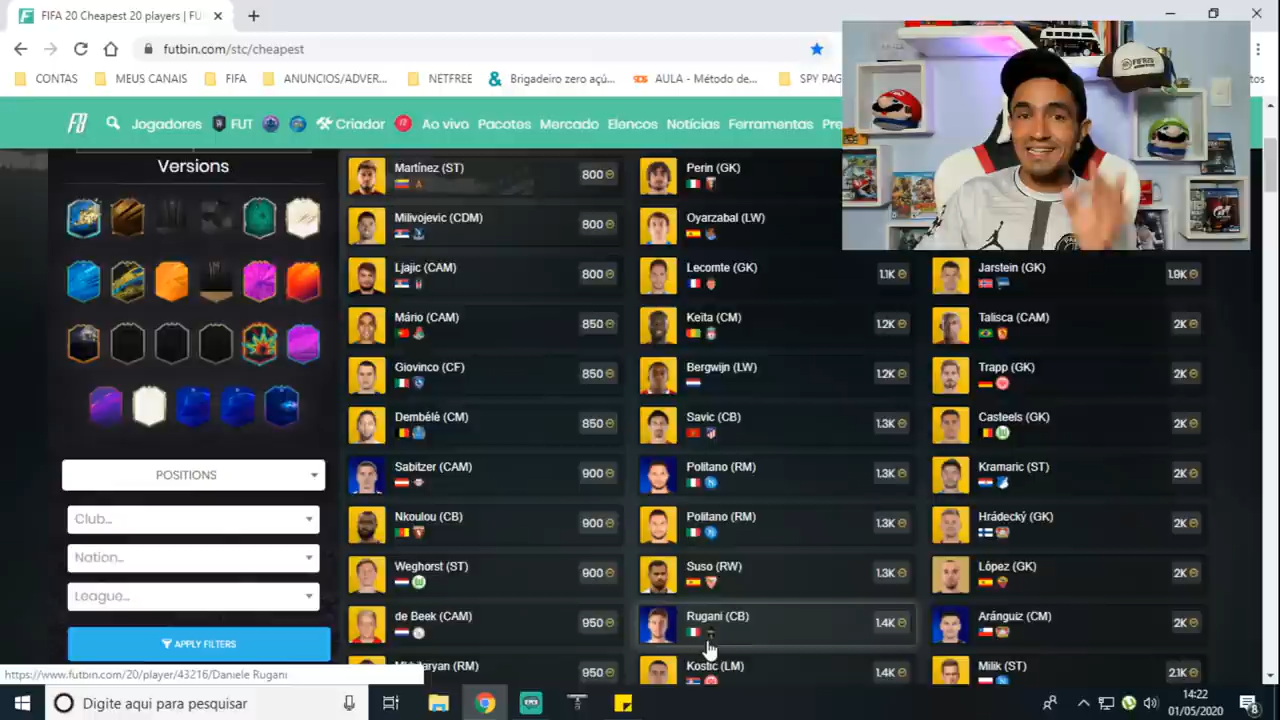 FIFA 20 Cheapest 20 players | FU
futbin.com/stc/cheapest
CONTAS
MEUS CANAIS
FIFA
ANUNCIOS/ADVER...
NETFREE
Brigadeiro zero açú...
AULA - Método de...
SPY PAG
Jogad
FUT
Criador
Ao vivo
Pacotes
Mercado
Elencos
Notícias
Ferramentas
Pre
Versions
Martínez (ST)
800
Perin (GK)
Milivojevic (CDM)
800
Oyarzabal (LW)
Ljajic (CAM)
800
Lecomte (GK)
1.1K
Jarstein (GK)
1.9K
Mário (CAM)
850
Keïta (CM)
1.2K
Talisca (CAM)
2K
Giovinco (CF)
850
Bergwijn (LW)
1.2K
Trapp (GK)
2K
Dembélé (CM)
850
Savic (CB)
1.3K
Casteels (GK)
2K
POSITIONS
Sabitzer (CAM)
900
Politano (RM)
1.3K
Kramaric (ST)
2K
Club...
Nkoulou (CB)
900
Politano (RM)
1.3K
Hrádecký (GK)
2K
Nation...
Weghorst (ST)
900
Suso (RW)
1.3K
López (GK)
2K
League...
de Beek (CAM)
950
Rugani (CB)
1.4K
Aránguiz (CM)
2K
APPLY FILTERS
950
Kostic (LM)
1.4K
Milik (ST)
2.1K
https://www.futbin.com/20/player/43216/Daniele Rugani
Digite aqui para pesquisar
14:22
01/05/2020
8